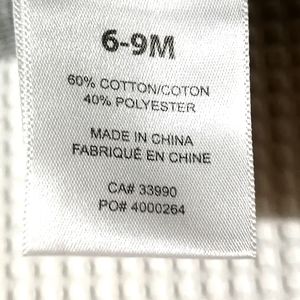 6-9M
60% COTTON/COTON
40% POLYESTER
MADE IN CHINA
FABRIQUÉ EN CHINE
CA# 33990
PO# 4000264